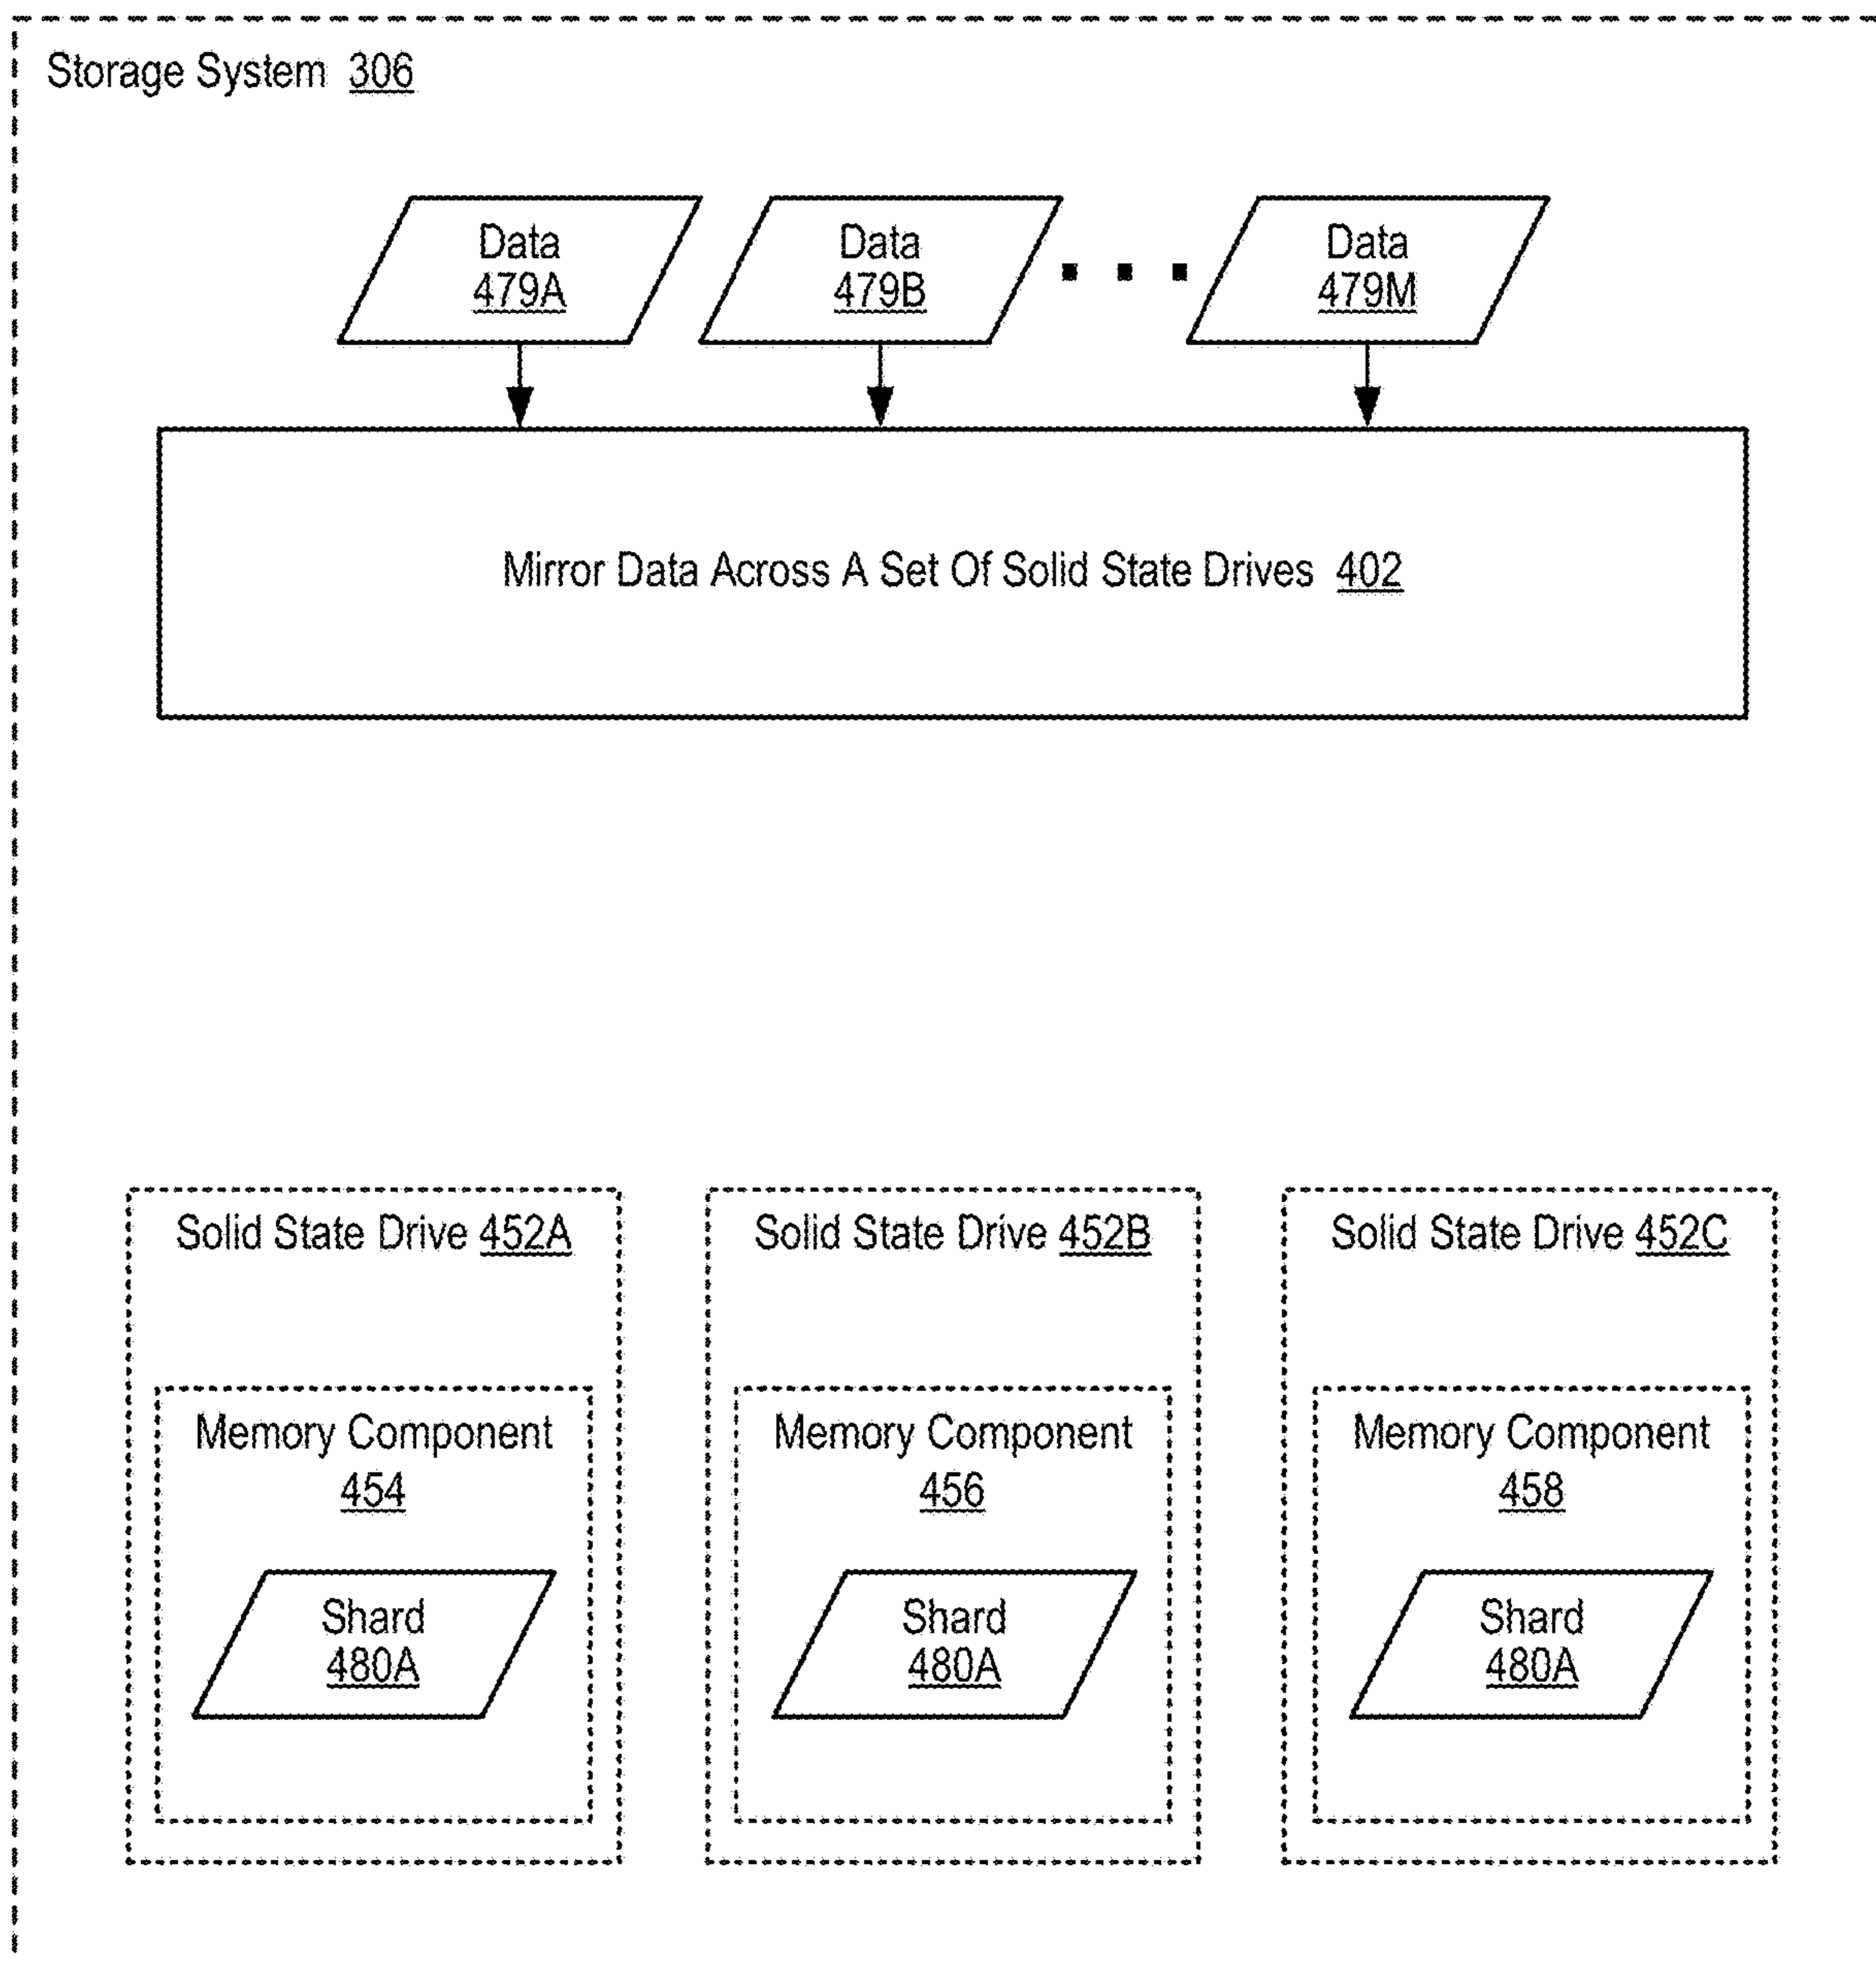 Storage System 306
Data
479A
Data
479B
Data
479M
Mirror Data Across A Set Of Solid State Drives 402
Solid State Drive 452A
Memory Component
454
Shard
480A
Solid State Drive 452B
Memory Component
456
Shard
480A
Solid State Drive 452C
Memory Component
458
Shard
480A